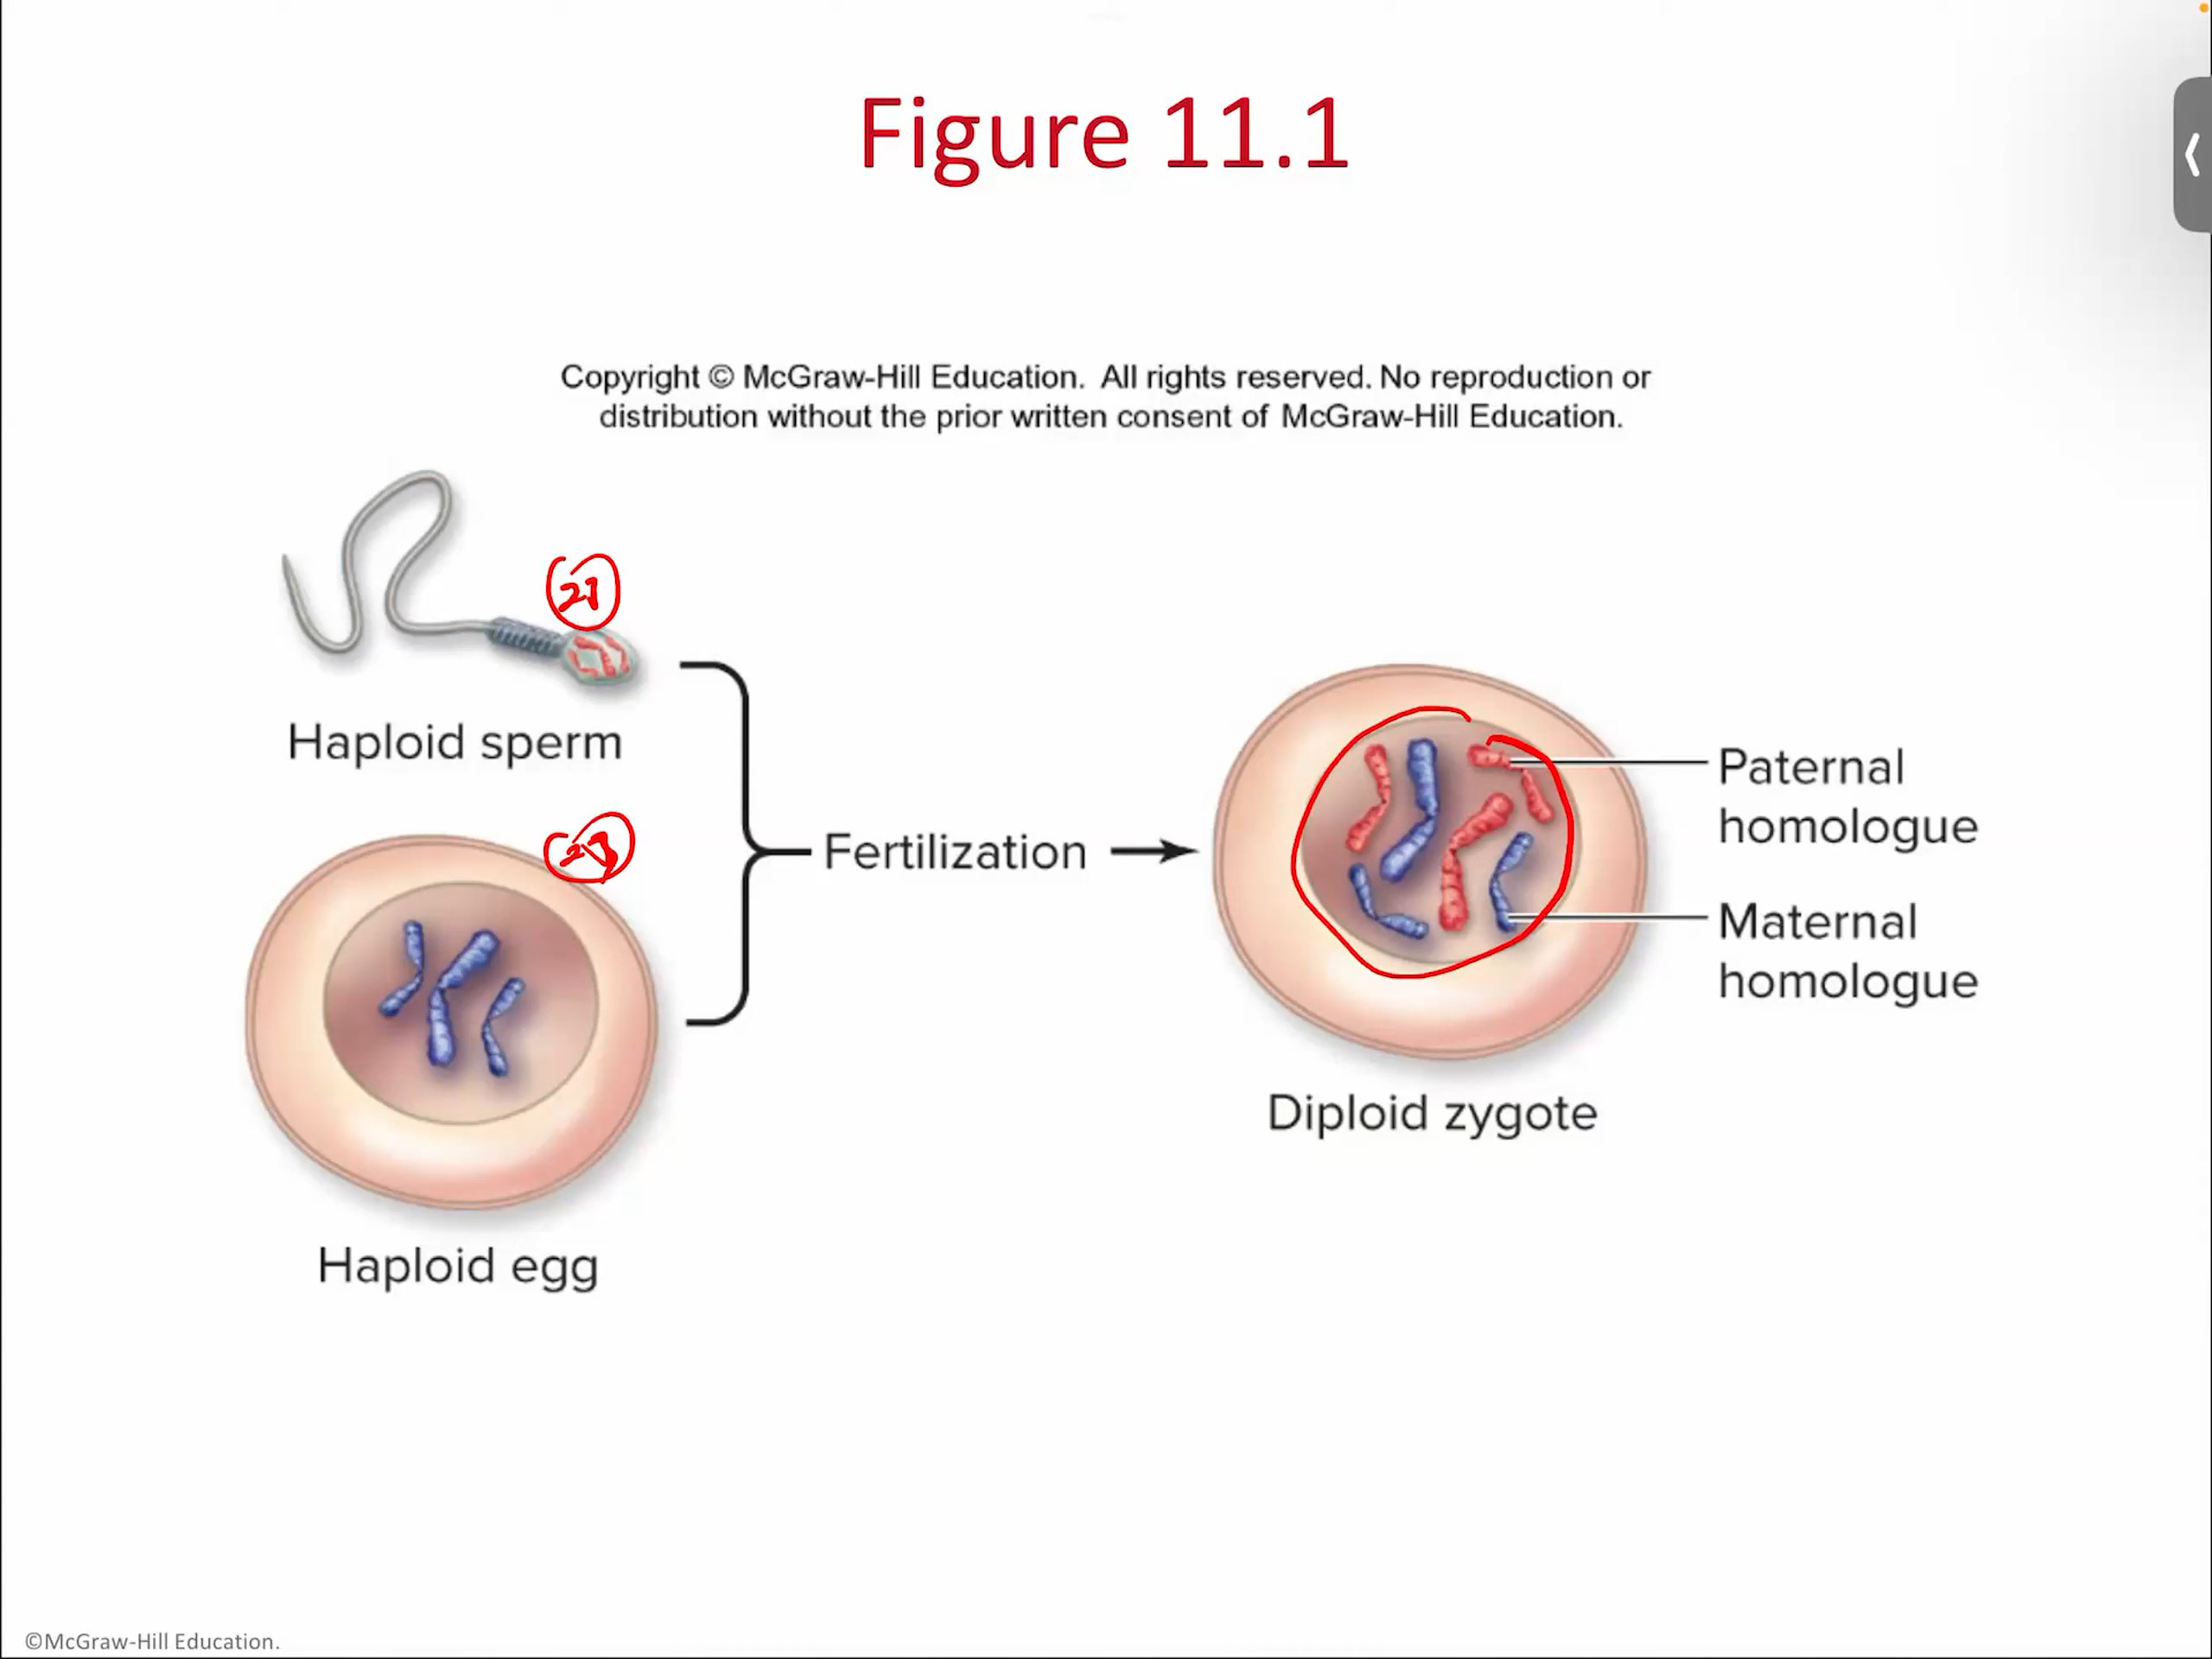 Figure 11.1
Copyright © McGraw-Hill Education. All rights reserved. No reproduction or
distribution without the prior written consent of McGraw-Hill Education.
Haploid sperm
Fertilization
Paternal
homologue
Maternal
homologue
Diploid zygote
Haploid egg
©McGraw-Hill Education.